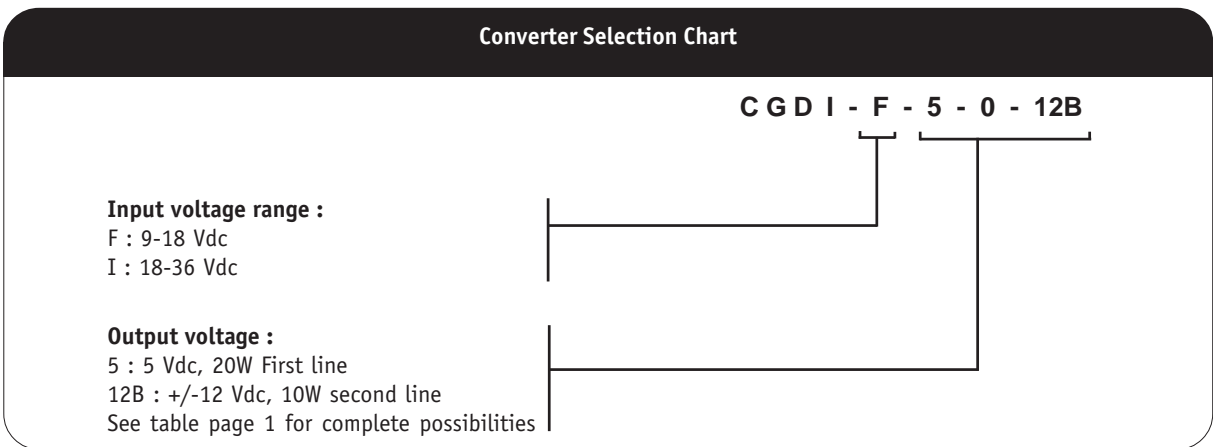 Converter Selection Chart
CGDI - F - 5 - 0 - 12B
Input voltage range :
F : 9-18 Vdc
I : 18-36 Vdc
Output voltage :
5 : 5 Vdc, 20W First line
12B : +/-12 Vdc, 10W second line
See table page 1 for complete possibilities